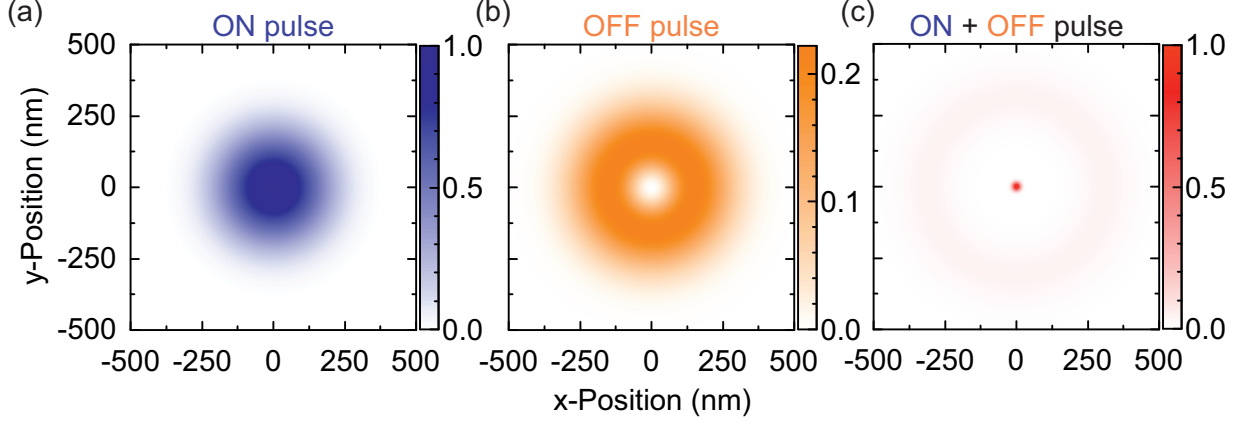 (a)
ON pulse
500
250
0
-250
-500
y-Position (nm)
-500 -250 0 250 500
1.0
0.5
0.0
(b)
OFF pulse
-500 -250 0 250 500
x-Position (nm)
0.2
0.1
0.0
(c)
ON + OFF pulse
-500 -250 0 250 500
1.0
0.5
0.0